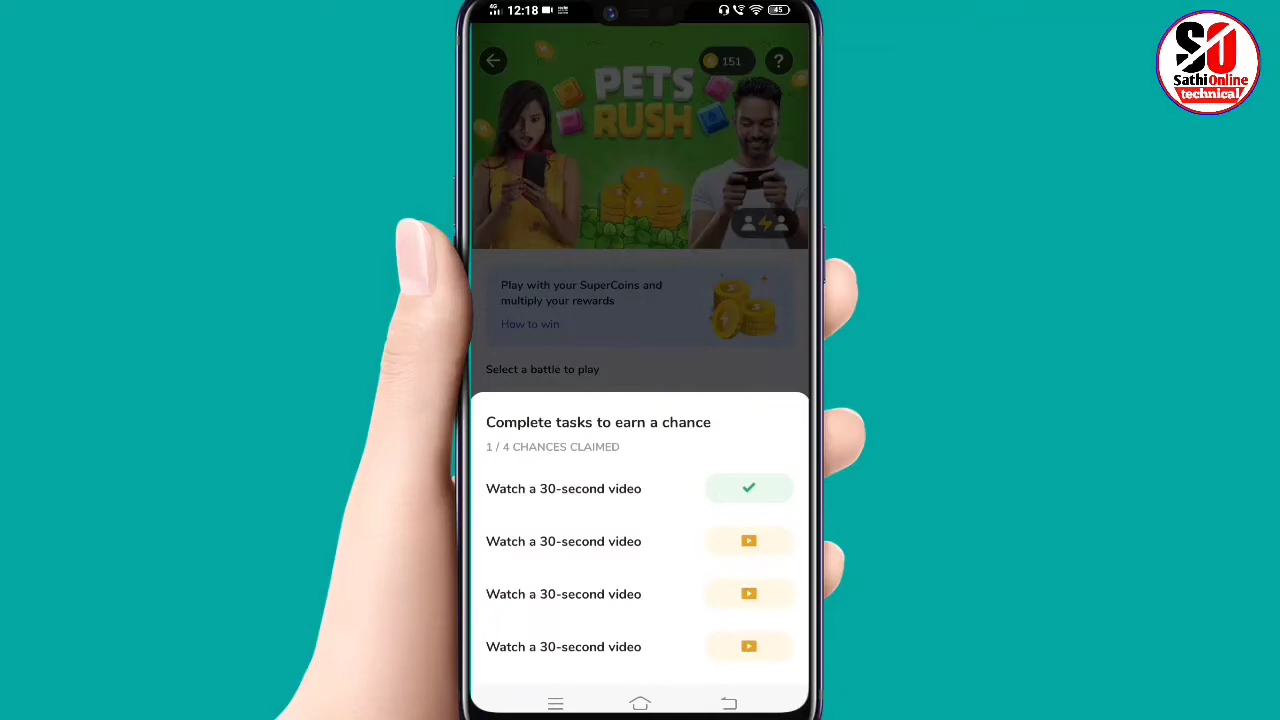 4G 12:18 45
SO
SathiOnline
technical
151 ?
PETS
RUSH
Play with your SuperCoins and
multiply your rewards
How to win
Select a battle to play
Complete tasks to earn a chance
1 / 4 CHANCES CLAIMED
Watch a 30-second video
Watch a 30-second video
Watch a 30-second video
Watch a 30-second video